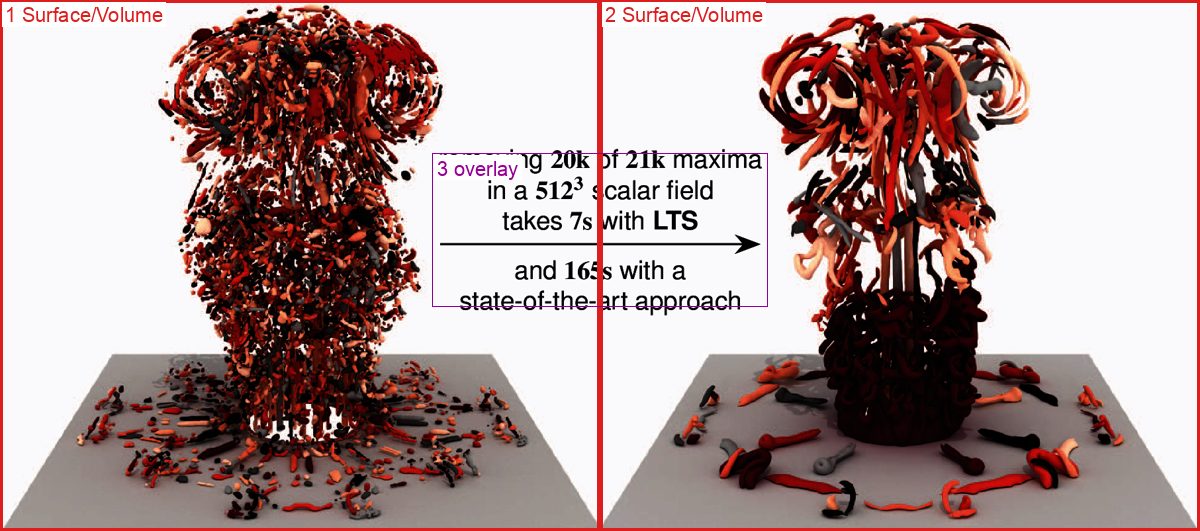 1 Surface/Volume
2 Surface/Volume
3 overlay
ng 20k of 21k maxima
in a 512³ scalar field
takes 7s with LTS
and 165s with a
state-of-the-art approach